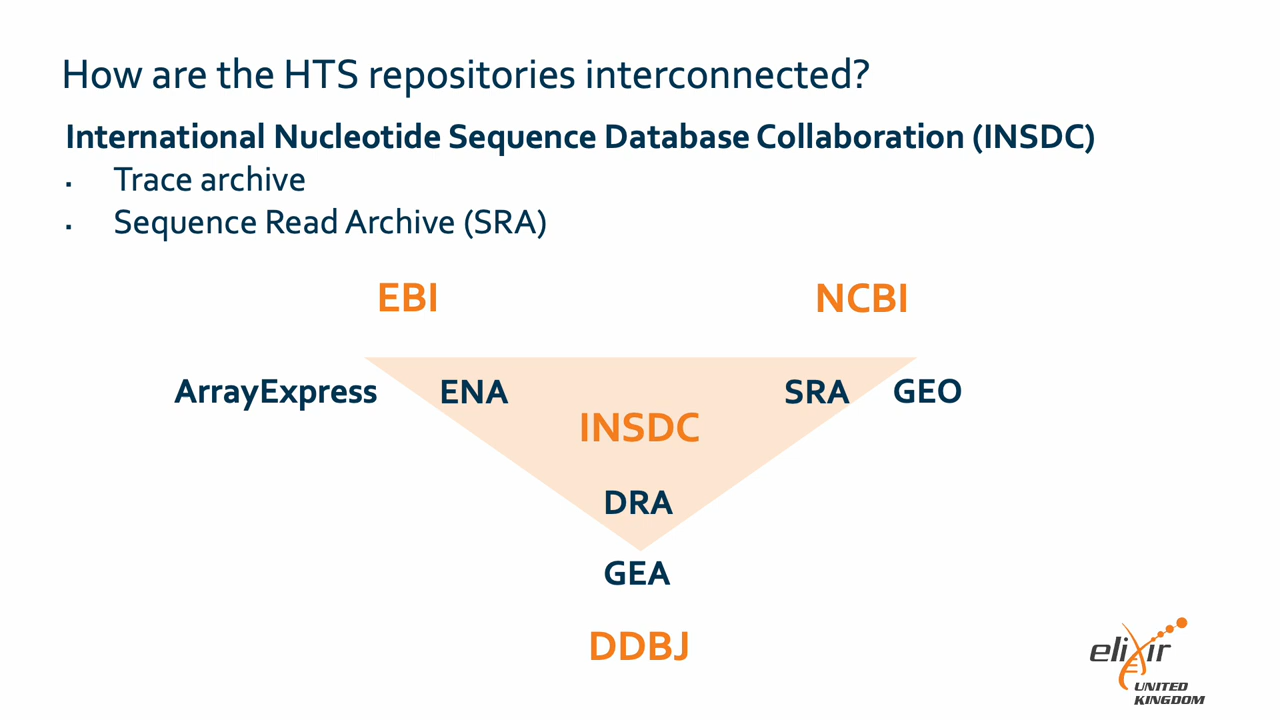 How are the HTS repositories interconnected?
International Nucleotide Sequence Database Collaboration (INSDC)
▪ Trace archive
▪ Sequence Read Archive (SRA)
EBI NCBI
ArrayExpress ENA SRA GEO
INSDC
DRA
GEA
DDBJ
elixir
UNITED
KINGDOM